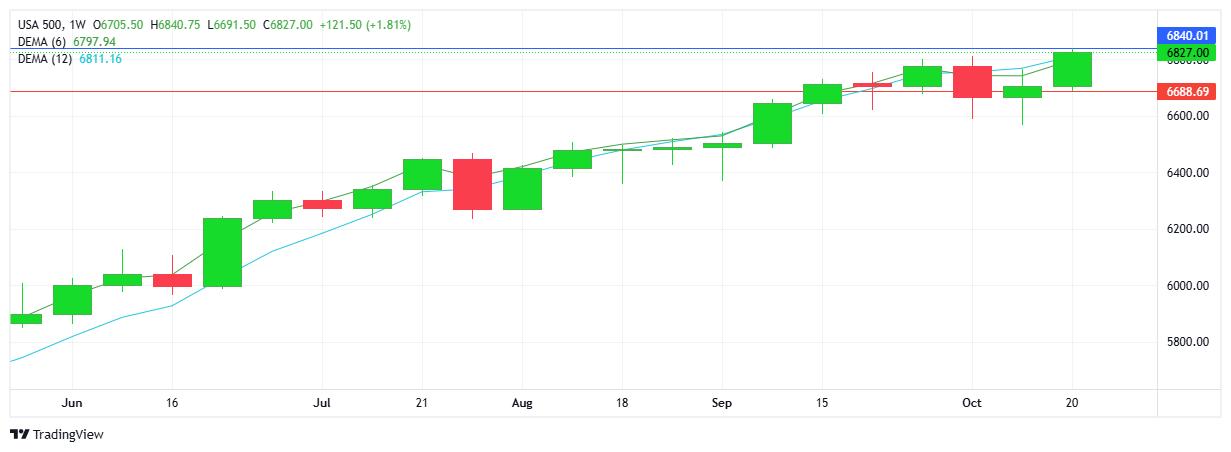 USA 500, 1W O6705.50 H6840.75 L6691.50 C6827.00 +121.50 (+1.81%)
DEMA (6) 6797.94
DEMA (12) 6811.16
6840.01
6827.00
6800.00
6688.69
6600.00
6400.00
6200.00
6000.00
5800.00
Jun 16 Jul 21 Aug 18 Sep 15 Oct 20
TradingView